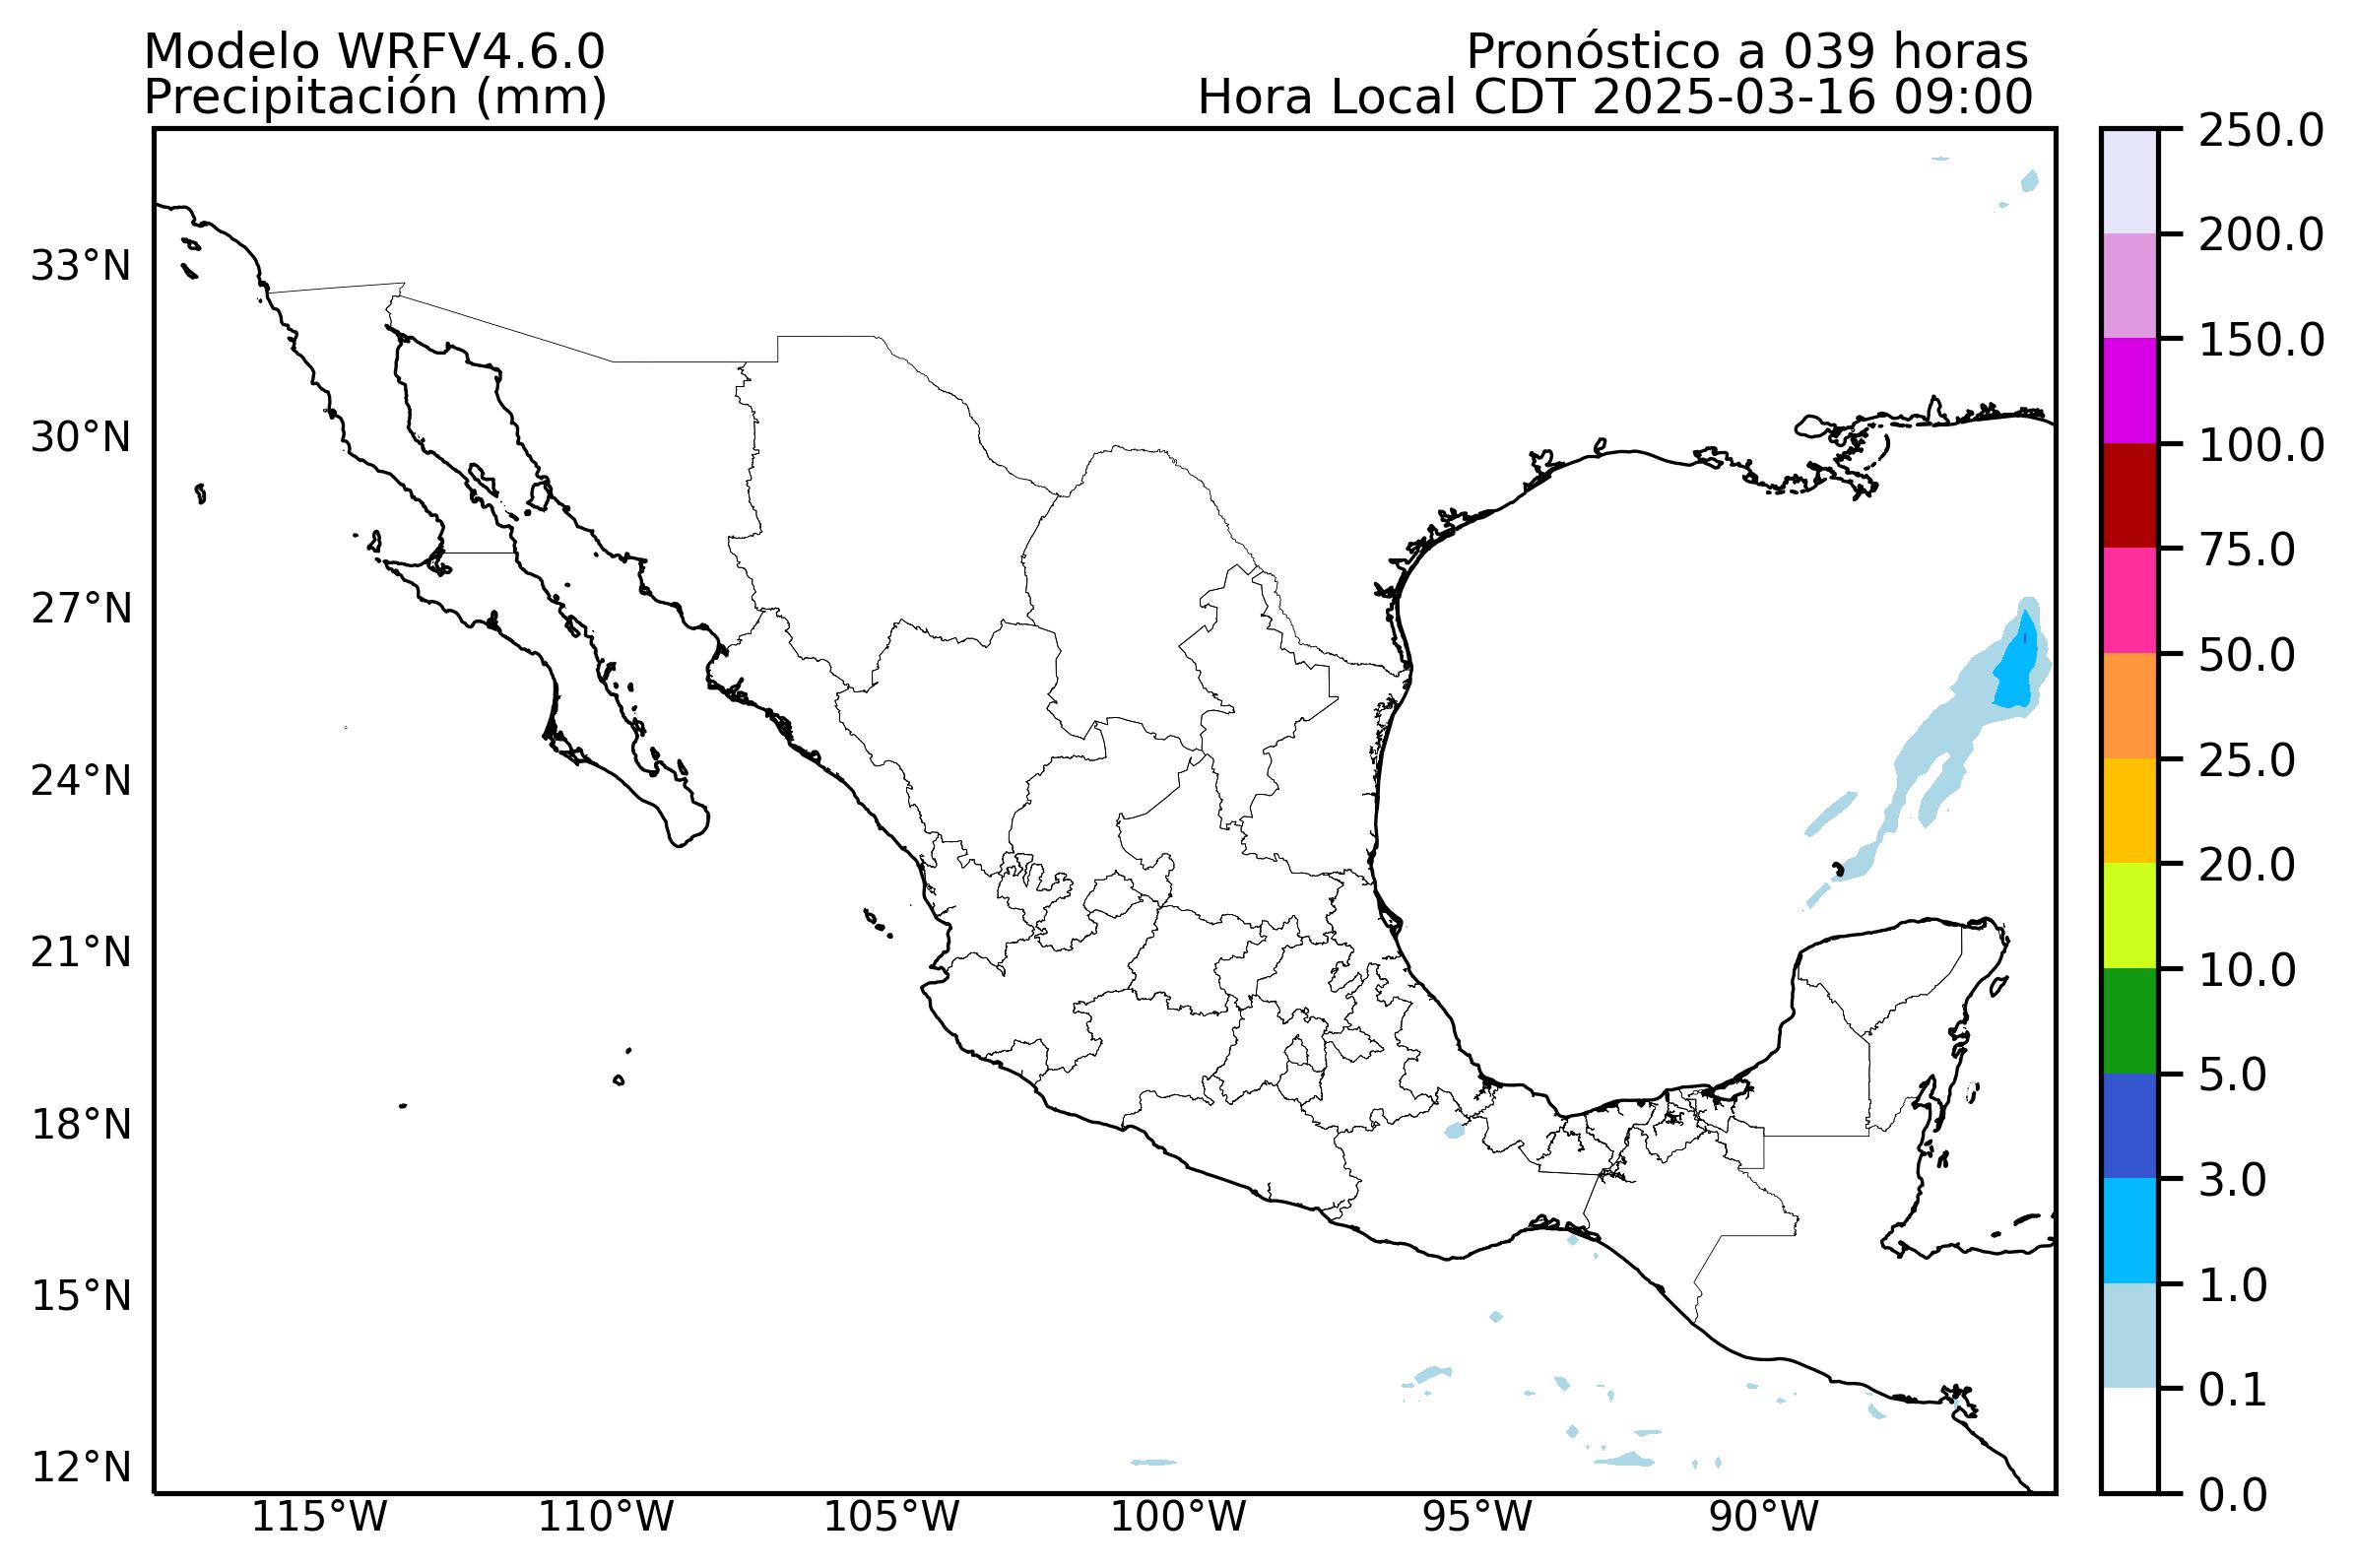 Modelo WRFV4.6.0
Precipitación (mm)
Pronóstico a 039 horas
Hora Local CDT 2025-03-16 09:00
33°N
30°N
27°N
24°N
21°N
18°N
15°N
12°N
115°W
110°W
105°W
100°W
95°W
90°W
250.0
200.0
150.0
100.0
75.0
50.0
25.0
20.0
10.0
5.0
3.0
1.0
0.1
0.0